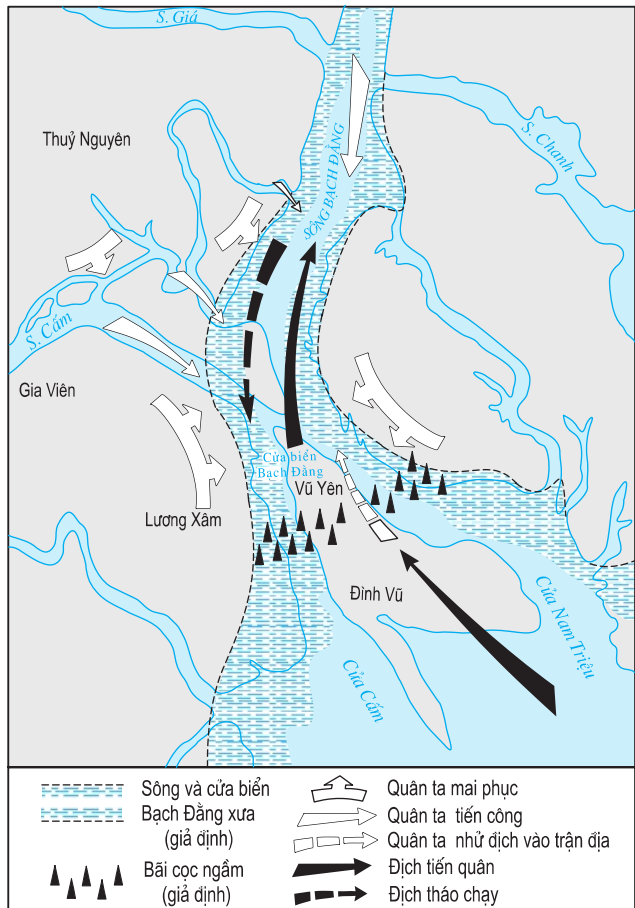 S. Giá
Thuỷ Nguyên
S. Chanh
SÔNG BẠCH ĐẰNG
S. Cấm
Gia Viên
Cửa biển
Bạch Đằng
Vũ Yên
Lương Xâm
Đình Vũ
Cửa Nam Triệu
Cửa Cấm
Sông và cửa biển
Bạch Đằng xưa
(giả định)
Bãi cọc ngầm
(giả định)
Quân ta mai phục
Quân ta tiến công
Quân ta nhử địch vào trận địa
Địch tiến quân
Địch tháo chạy